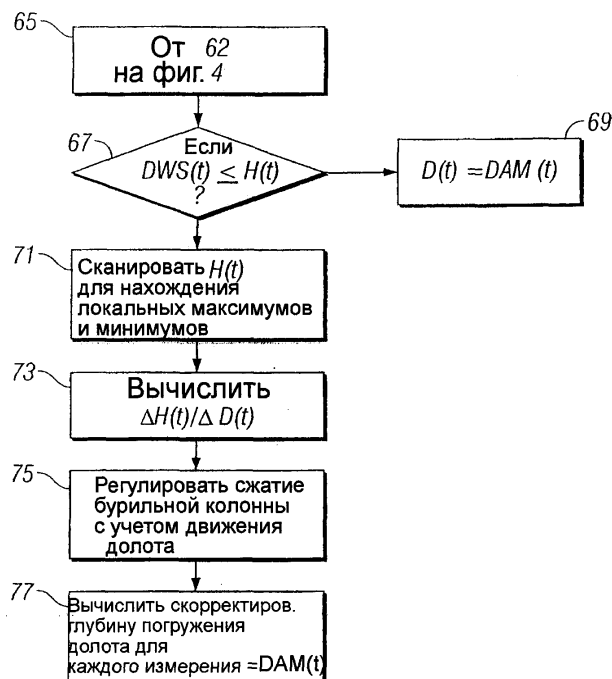 65
От 62
на фиг. 4
67
Если
DWS(t) ≤ H(t)
?
69
D(t) =DAM (t)
71
Сканировать H(t)
для нахождения
локальных максимумов
и минимумов
73
Вычислить
ΔH(t)/Δ D(t)
75
Регулировать сжатие
бурильной колонны
с учетом движения
долота
77
Вычислить скорректиров.
глубину погружения
долота для
каждого измерения =DAM(t)